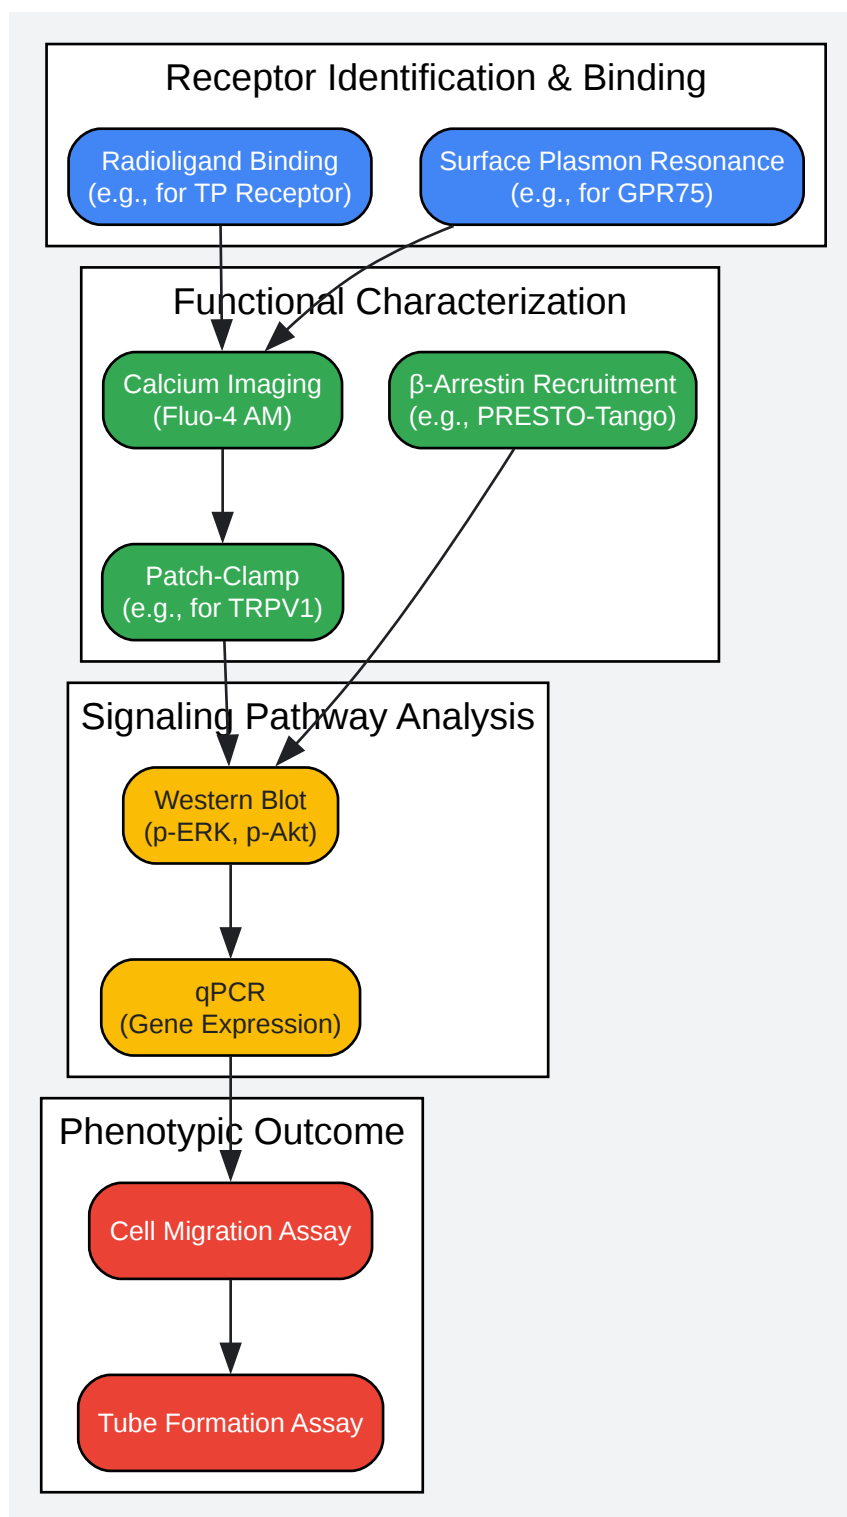 Receptor Identification & Binding
Radioligand Binding
(e.g., for TP Receptor)
Surface Plasmon Resonance
(e.g., for GPR75)
Functional Characterization
Calcium Imaging
(Fluo-4 AM)
β-Arrestin Recruitment
(e.g., PRESTO-Tango)
Patch-Clamp
(e.g., for TRPV1)
Signaling Pathway Analysis
Western Blot
(p-ERK, p-Akt)
qPCR
(Gene Expression)
Phenotypic Outcome
Cell Migration Assay
Tube Formation Assay